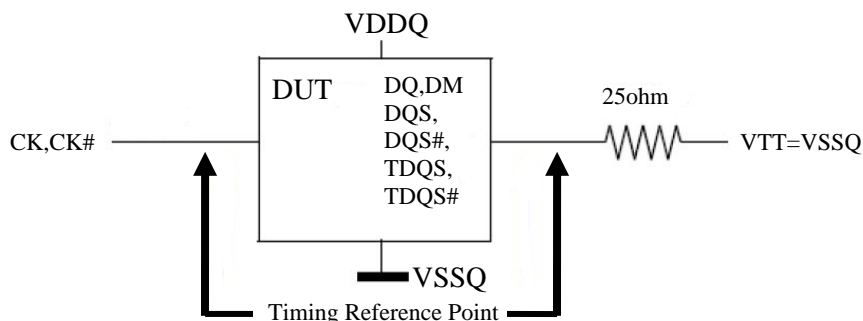 VDDQ
DUT
DQ,DM
DQS,
DQS#,
TDQS,
TDQS#
CK,CK#
25ohm
VTT=VSSQ
VSSQ
Timing Reference Point